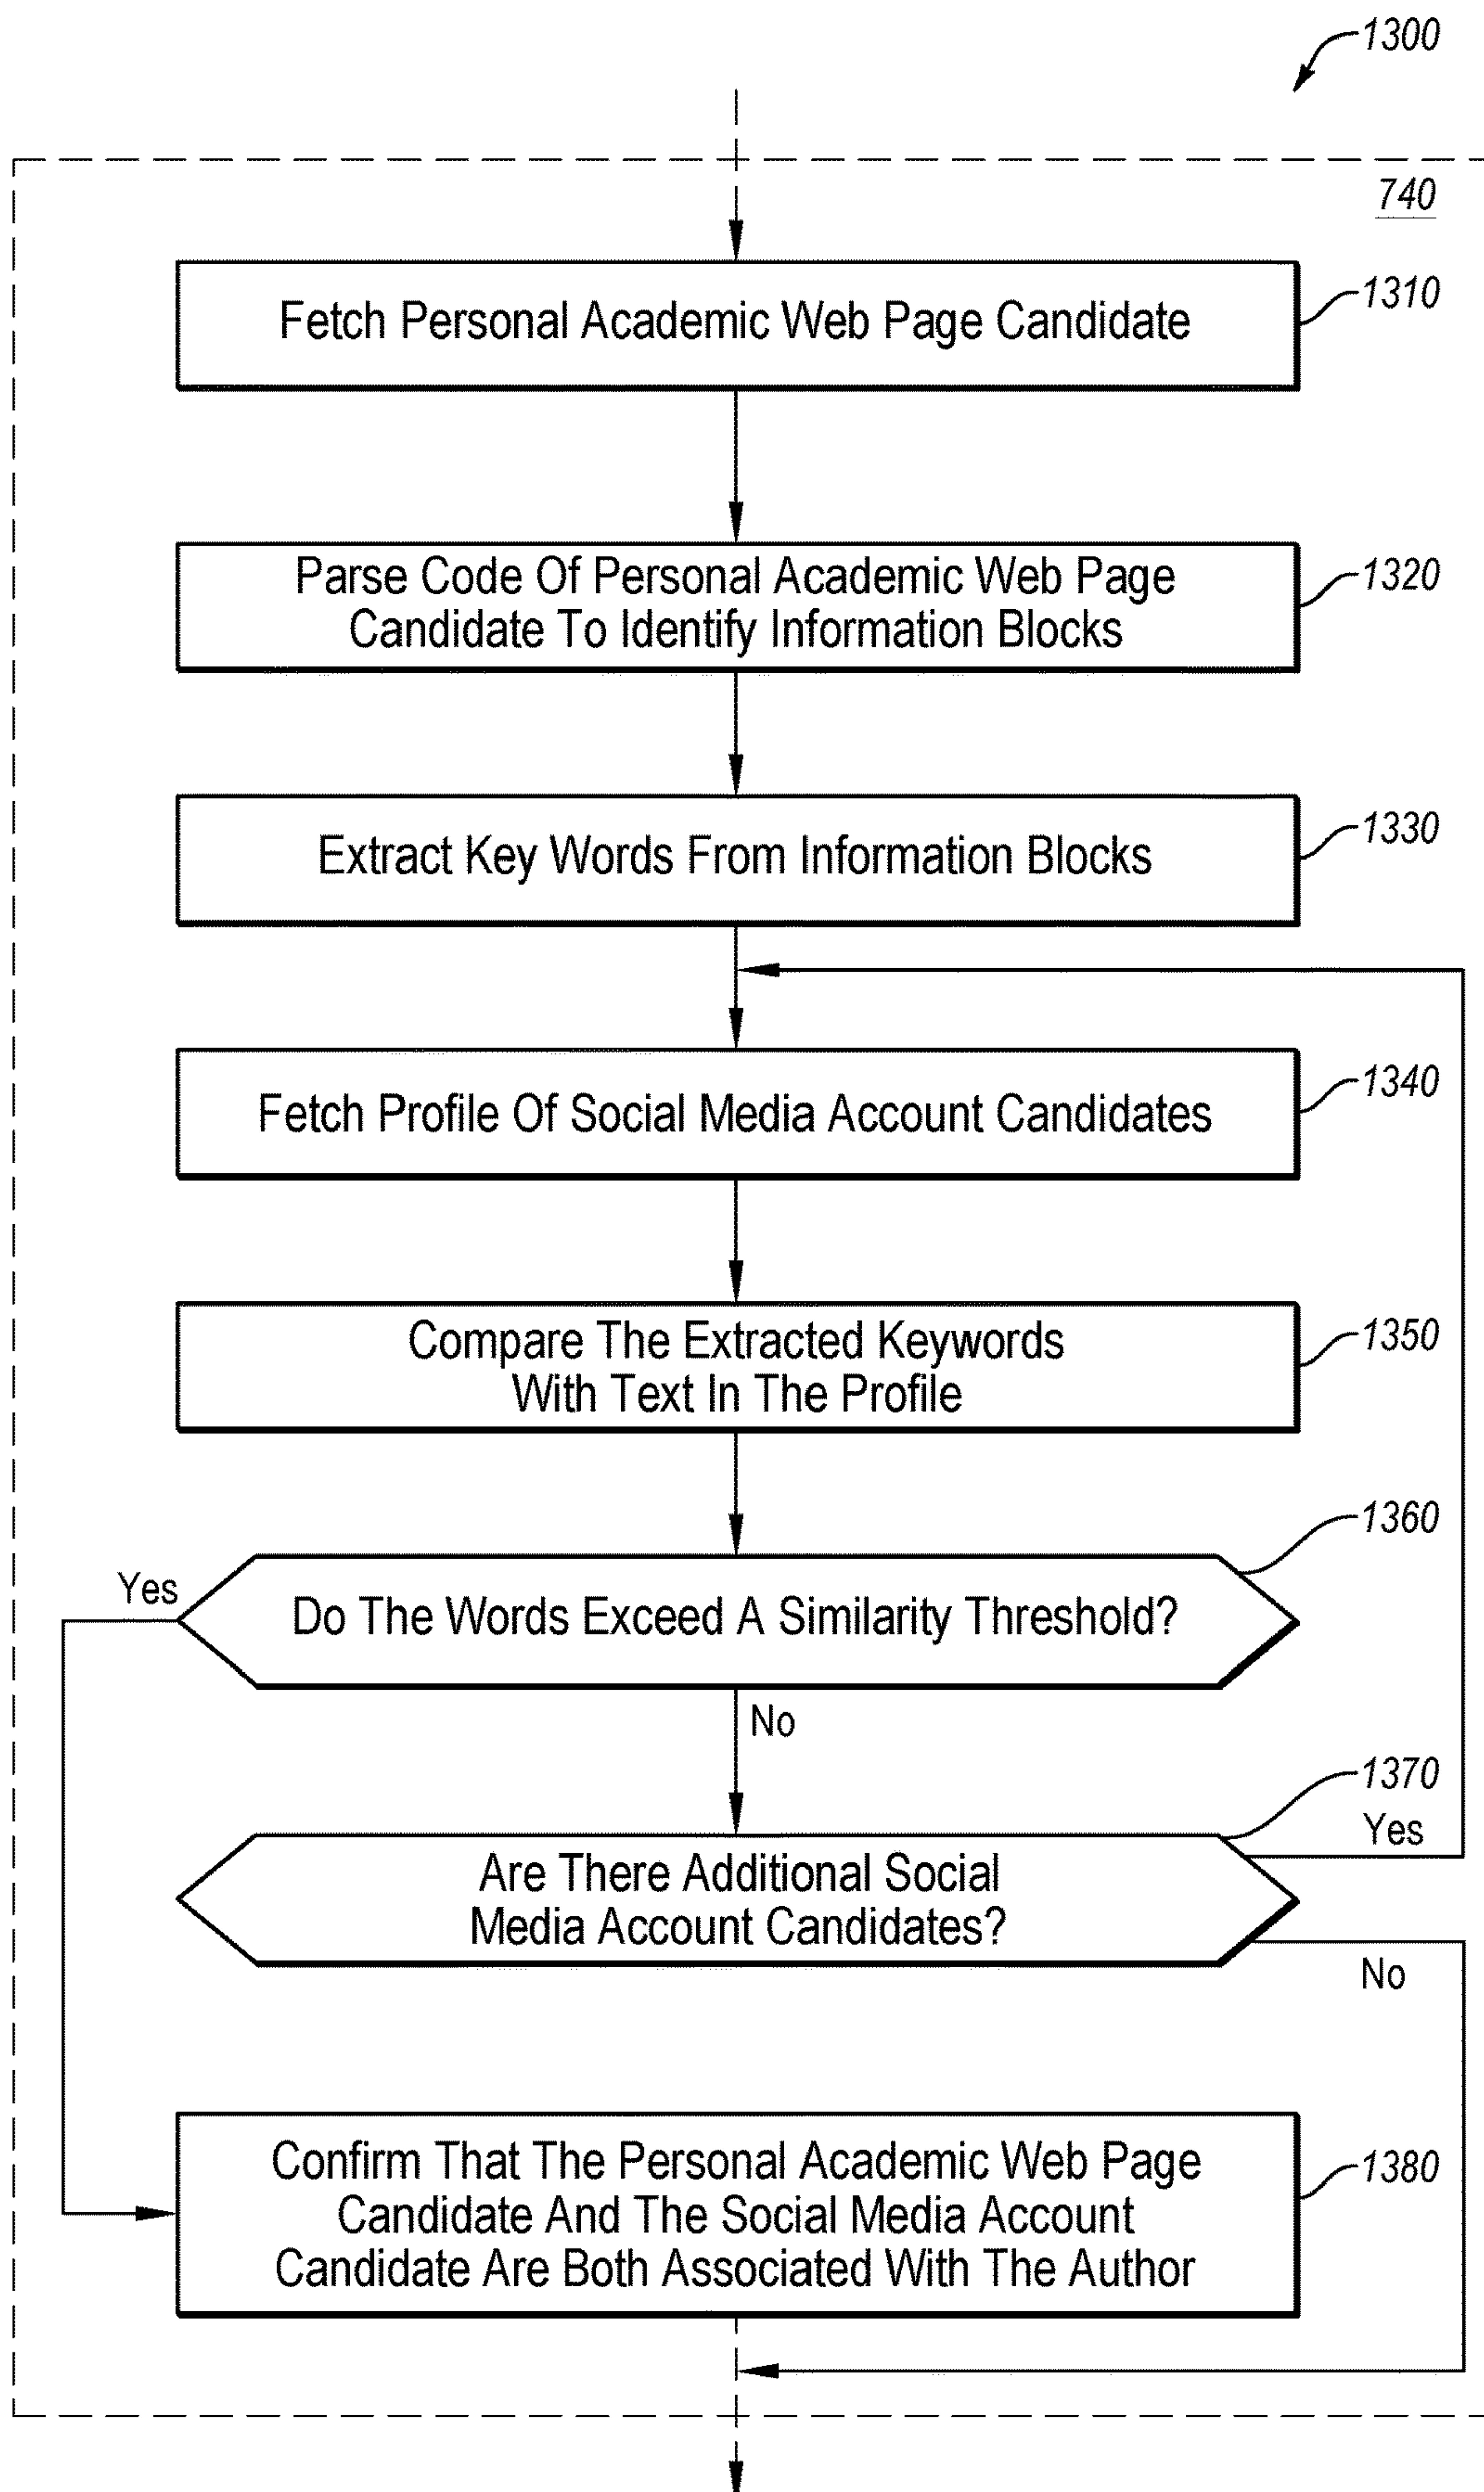 1300
740
Fetch Personal Academic Web Page Candidate
1310
Parse Code Of Personal Academic Web Page
Candidate To Identify Information Blocks
1320
Extract Key Words From Information Blocks
1330
Fetch Profile Of Social Media Account Candidates
1340
Compare The Extracted Keywords
With Text In The Profile
1350
1360
Yes
Do The Words Exceed A Similarity Threshold?
No
1370
Yes
Are There Additional Social
Media Account Candidates?
No
Confirm That The Personal Academic Web Page
Candidate And The Social Media Account
Candidate Are Both Associated With The Author
1380